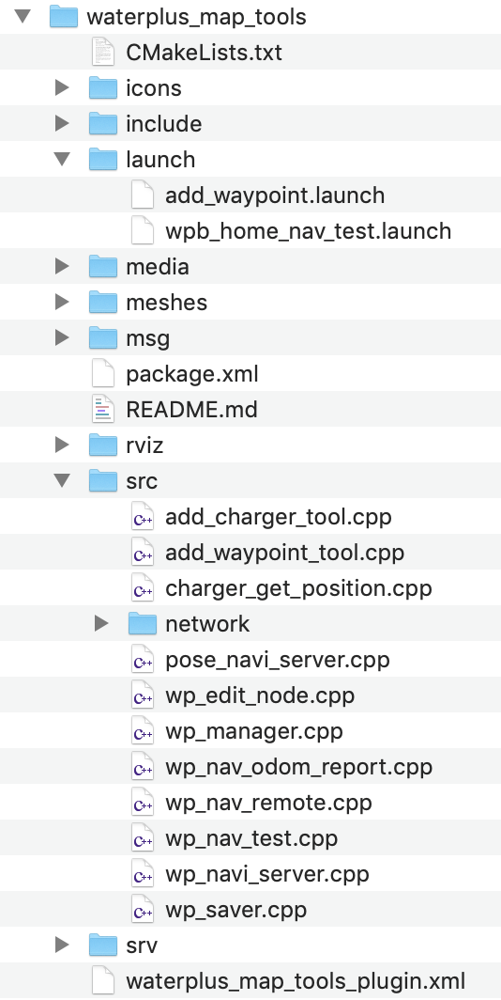 waterplus_map_tools
CMakeLists.txt
icons
include
launch
add_waypoint.launch
wpb_home_nav_test.launch
media
meshes
msg
package.xml
README.md
rviz
src
C++ add_charger_tool.cpp
C++ add_waypoint_tool.cpp
C++ charger_get_position.cpp
network
C++ pose_navi_server.cpp
C++ wp_edit_node.cpp
C++ wp_manager.cpp
C++ wp_nav_odom_report.cpp
C++ wp_nav_remote.cpp
C++ wp_nav_test.cpp
C++ wp_navi_server.cpp
C++ wp_saver.cpp
srv
waterplus_map_tools_plugin.xml